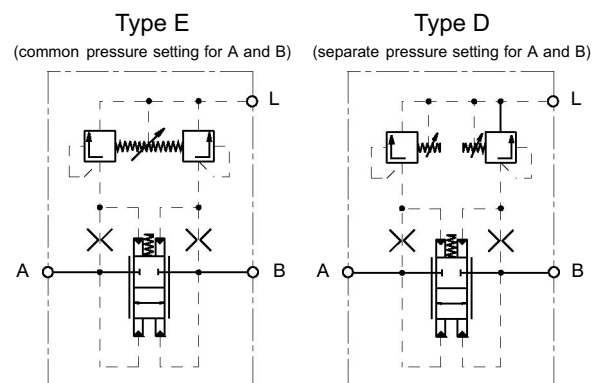 Type E
(common pressure setting for A and B)
Type D
(separate pressure setting for A and B)
L
L
A
B
A
B